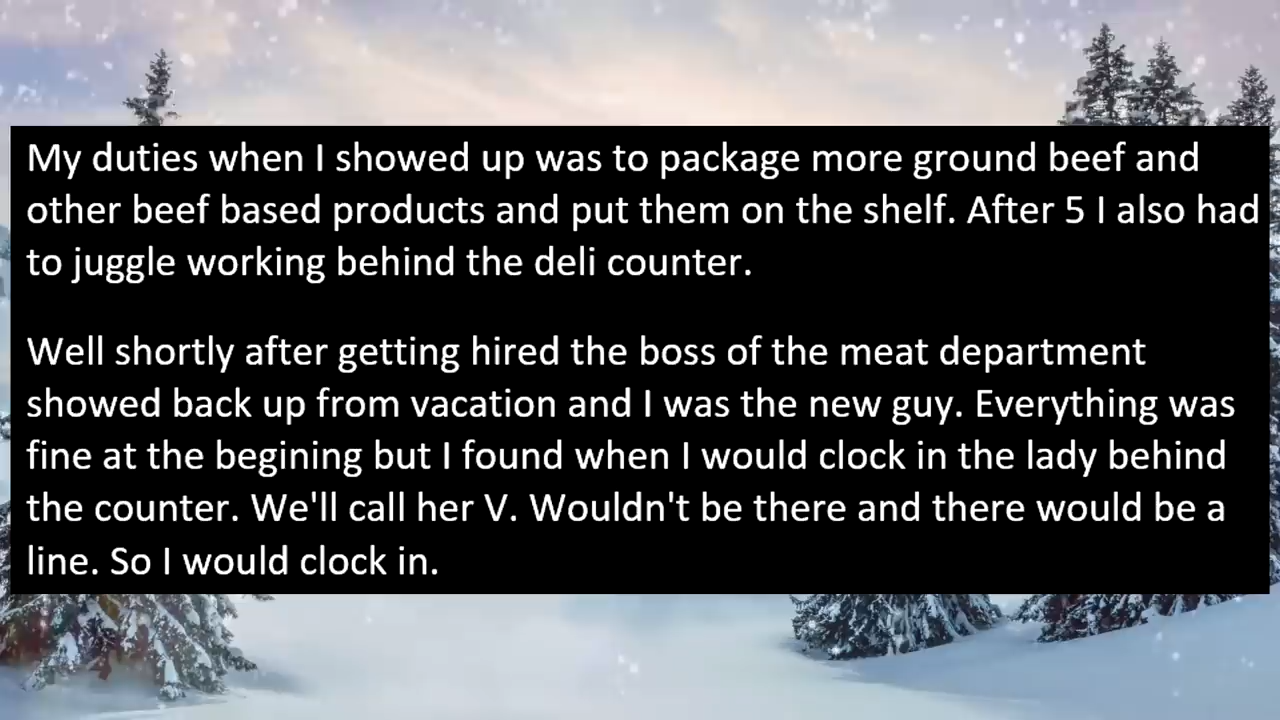 My duties when I showed up was to package more ground beef and
other beef based products and put them on the shelf. After 5 I also had
to juggle working behind the deli counter.
Well shortly after getting hired the boss of the meat department
showed back up from vacation and I was the new guy. Everything was
fine at the begining but I found when I would clock in the lady behind
the counter. We'll call her V. Wouldn't be there and there would be a
line. So I would clock in.